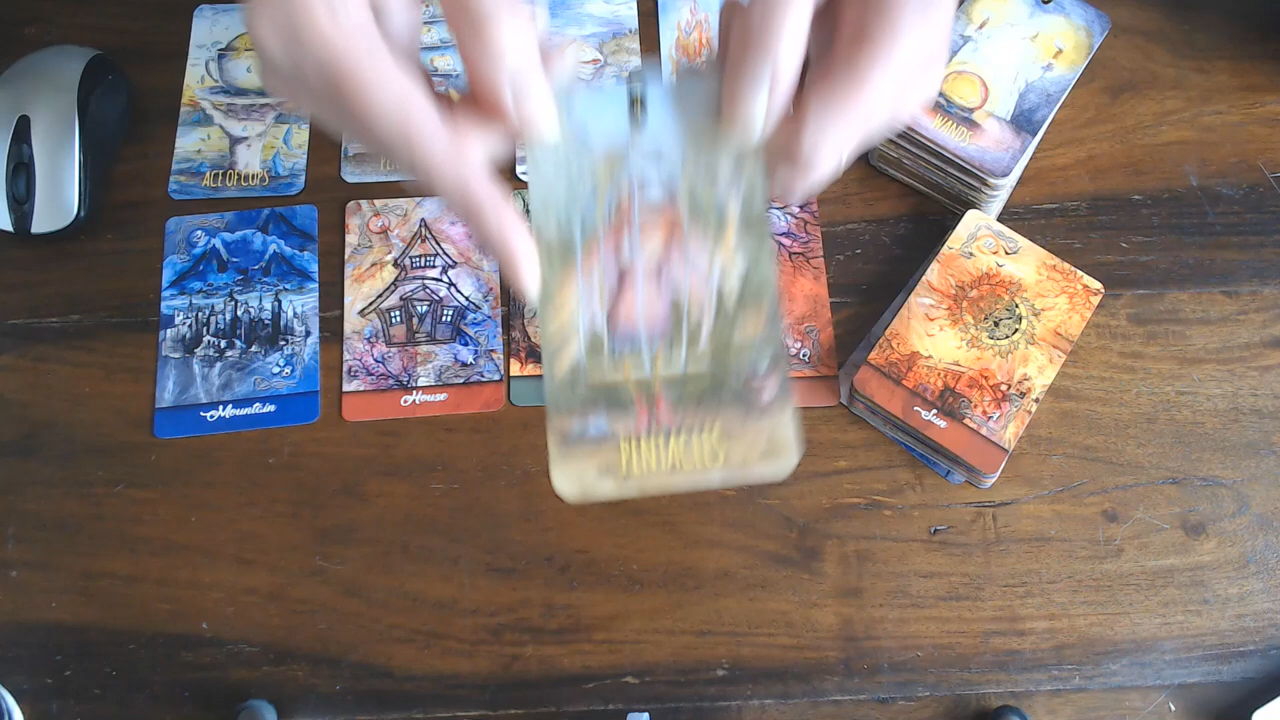 ACE OF CUPS
WANDS
Mountain
House
Sun
PENTACLES